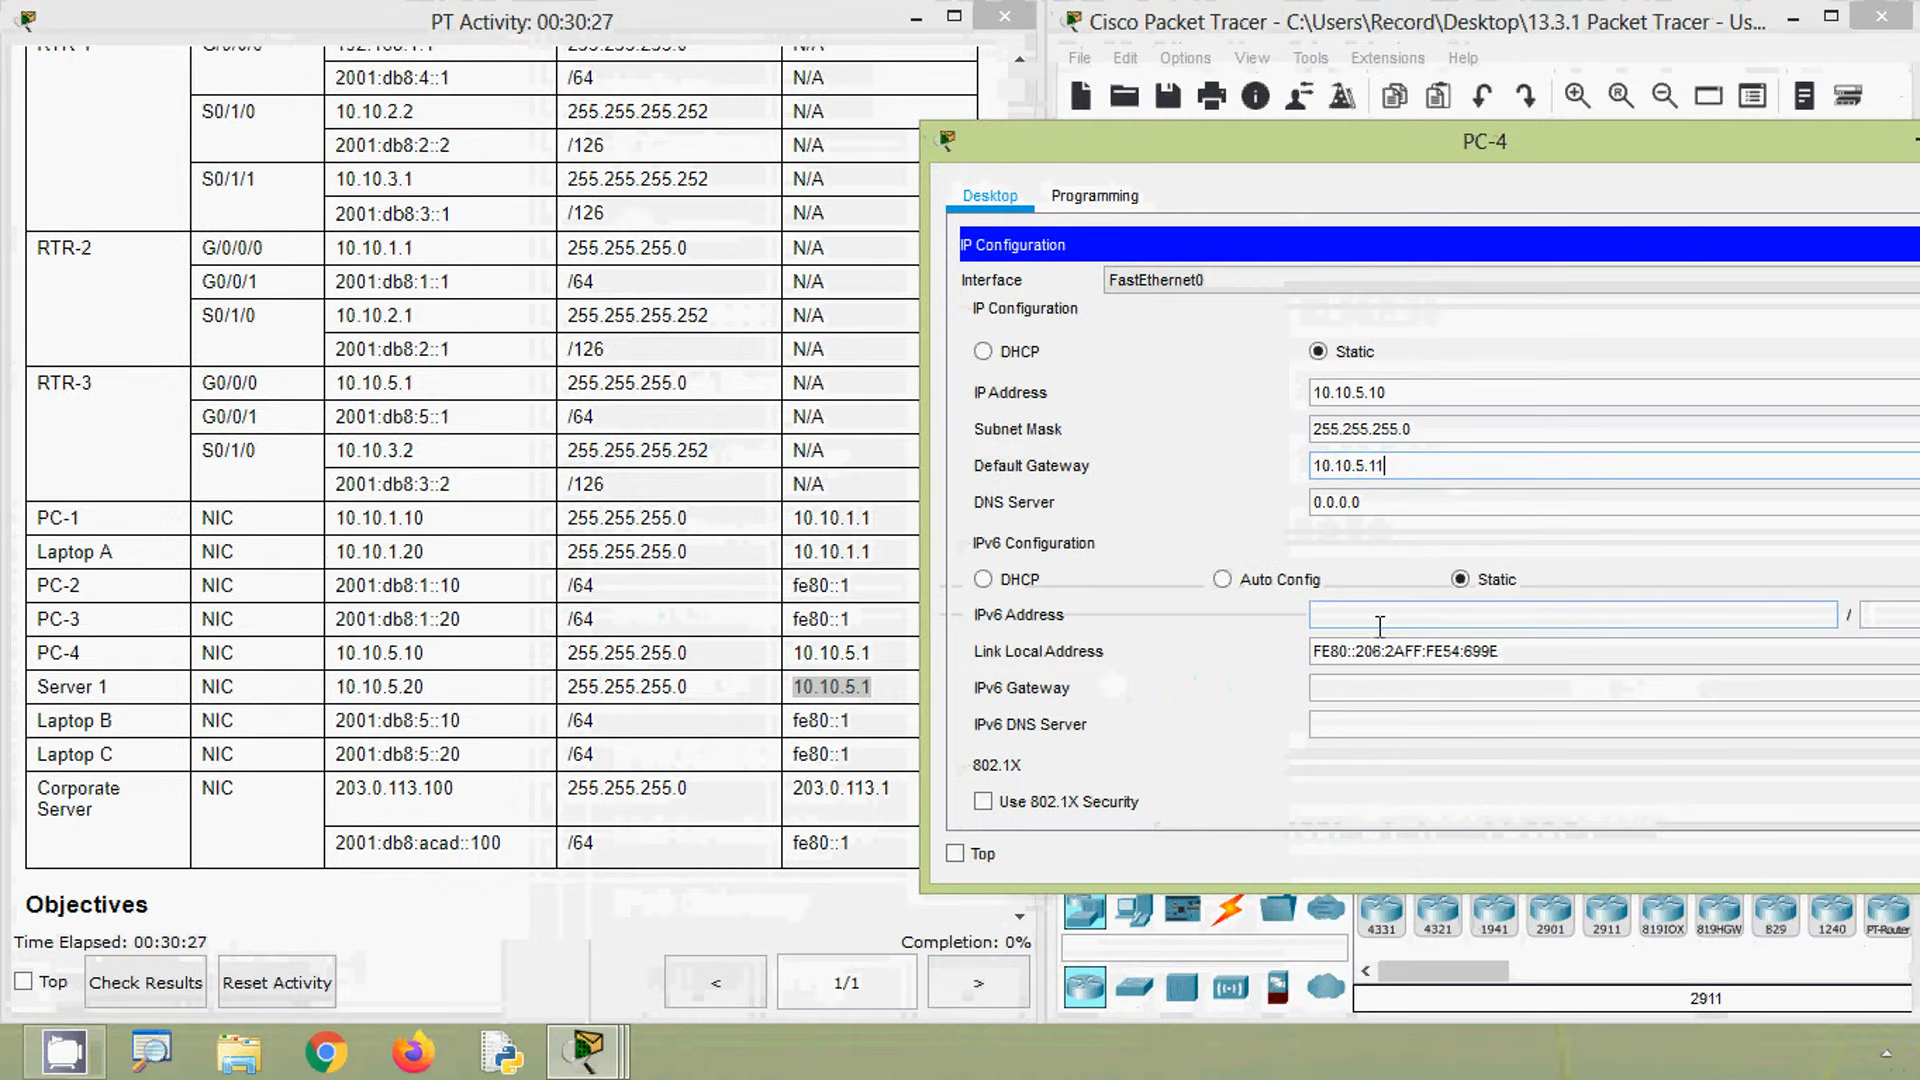 PT Activity: 00:30:27
RTR-1 G/0/0/0 192.168.1.1 255.255.255.0 N/A
2001:db8:4::1 /64 N/A
S0/1/0 10.10.2.2 255.255.255.252 N/A
2001:db8:2::2 /126 N/A
S0/1/1 10.10.3.1 255.255.255.252 N/A
2001:db8:3::1 /126 N/A
RTR-2 G/0/0/0 10.10.1.1 255.255.255.0 N/A
G0/0/1 2001:db8:1::1 /64 N/A
S0/1/0 10.10.2.1 255.255.255.252 N/A
2001:db8:2::1 /126 N/A
RTR-3 G0/0/0 10.10.5.1 255.255.255.0 N/A
G0/0/1 2001:db8:5::1 /64 N/A
S0/1/0 10.10.3.2 255.255.255.252 N/A
2001:db8:3::2 /126 N/A
PC-1 NIC 10.10.1.10 255.255.255.0 10.10.1.1
Laptop A NIC 10.10.1.20 255.255.255.0 10.10.1.1
PC-2 NIC 2001:db8:1::10 /64 fe80::1
PC-3 NIC 2001:db8:1::20 /64 fe80::1
PC-4 NIC 10.10.5.10 255.255.255.0 10.10.5.1
Server 1 NIC 10.10.5.20 255.255.255.0 10.10.5.1
Laptop B NIC 2001:db8:5::10 /64 fe80::1
Laptop C NIC 2001:db8:5::20 /64 fe80::1
Corporate Server NIC 203.0.113.100 255.255.255.0 203.0.113.1
2001:db8:acad::100 /64 fe80::1
Objectives
Time Elapsed: 00:30:27 Completion: 0%
Top Check Results Reset Activity < 1/1 >
Cisco Packet Tracer - C:\Users\Record\Desktop\13.3.1 Packet Tracer - Us...
File Edit Options View Tools Extensions Help
PC-4
Desktop Programming
IP Configuration
Interface FastEthernet0
IP Configuration
DHCP Static
IP Address 10.10.5.10
Subnet Mask 255.255.255.0
Default Gateway 10.10.5.11
DNS Server 0.0.0.0
IPv6 Configuration
DHCP Auto Config Static
IPv6 Address /
Link Local Address FE80::206:2AFF:FE54:699E
IPv6 Gateway
IPv6 DNS Server
802.1X
Use 802.1X Security
Top
4331 4321 1941 2901 2911 819IOX 819HGW 829 1240 PT-Router
2911